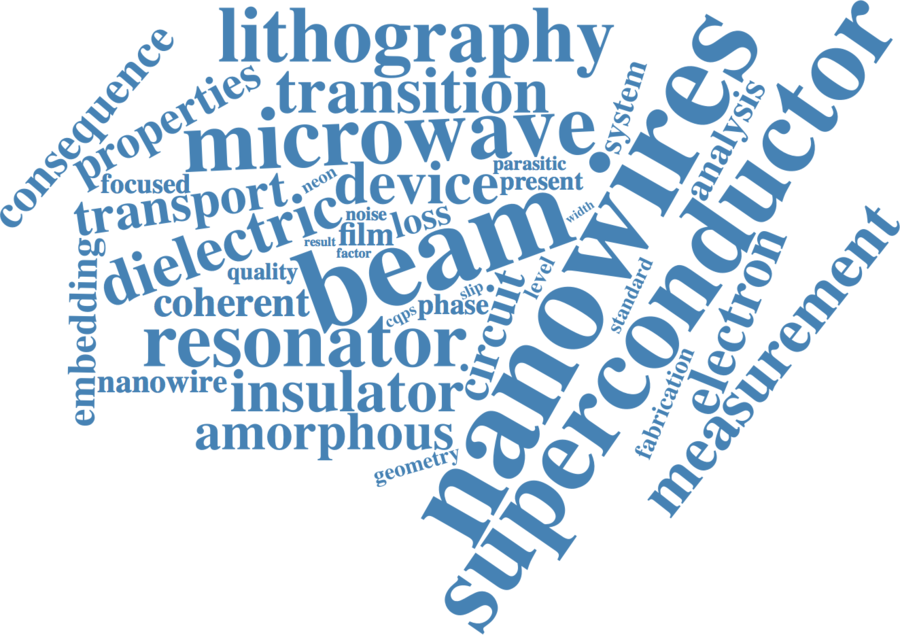 lithography
consequence
properties
transition
system
nanowires
superconductor
microwave
analysis
parasitic
focused
neon
device
present
transport
dielectric
noise
loss
width
result
film
factor
beam
embedding
quality
level
electron
measurement
coherent
slip
standard
cqps
phase
circuit
resonator
nanowire
insulator
fabrication
amorphous
geometry